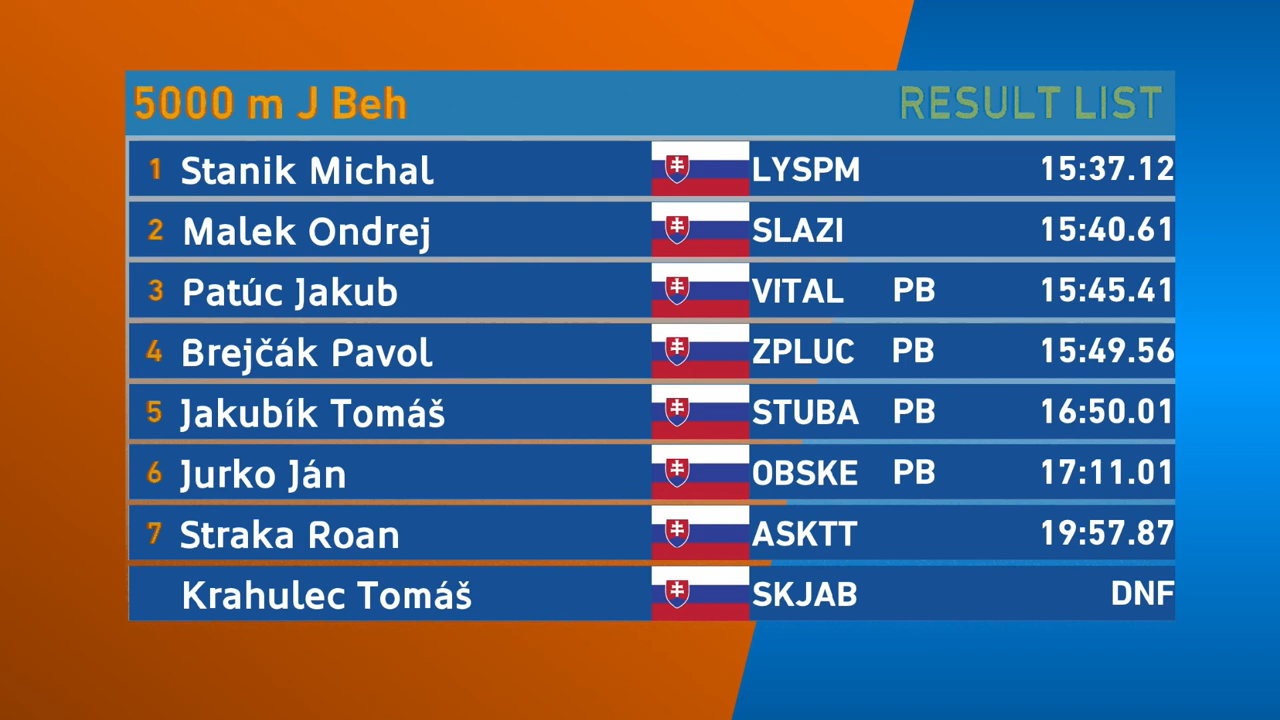 5000 m J Beh RESULT LIST
1 Stanik Michal LYSPM 15:37.12
2 Malek Ondrej SLAZI 15:40.61
3 Patúc Jakub VITAL PB 15:45.41
4 Brejčák Pavol ZPLUC PB 15:49.56
5 Jakubík Tomáš STUBA PB 16:50.01
6 Jurko Ján OBSKE PB 17:11.01
7 Straka Roan ASKTT 19:57.87
Krahulec Tomáš SKJAB DNF